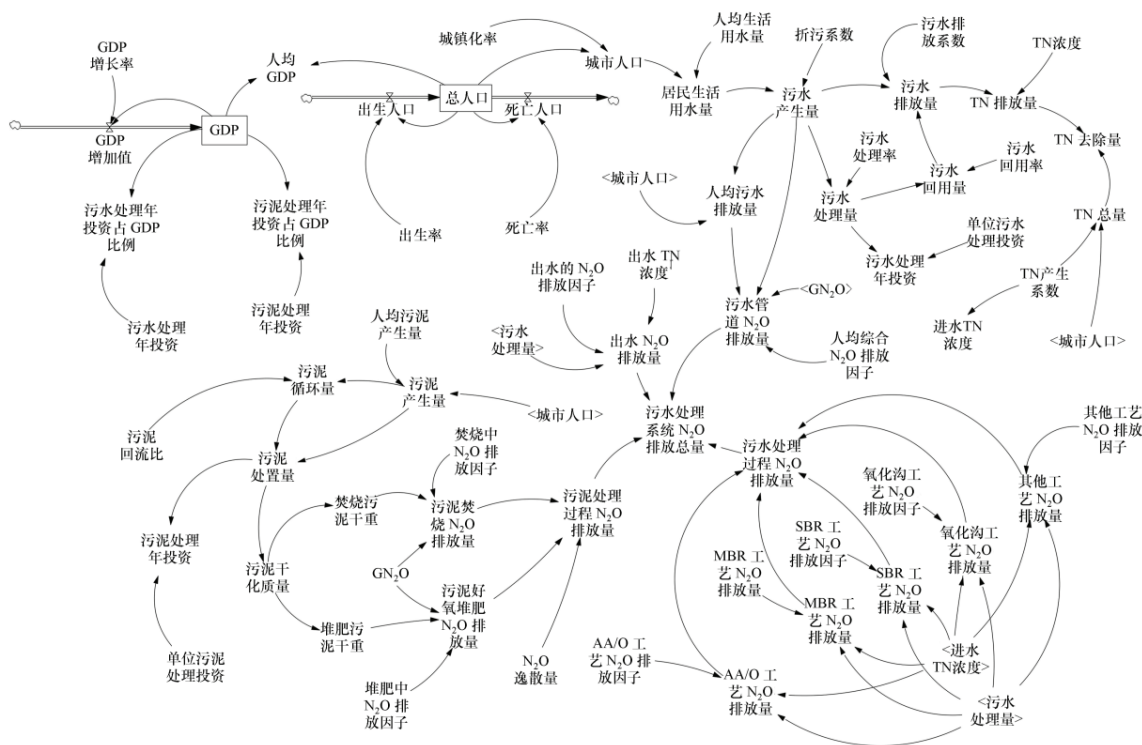 GDP
增长率
人均
GDP
GDP
GDP
增加值
污水处理年
投资占 GDP
比例
污泥处理年
投资占 GDP
比例
污水处理
年投资
污泥处理
年投资
城镇化率
总人口
出生人口
死亡人口
出生率
死亡率
城市人口
人均生活
用水量
居民生活
用水量
折污系数
污水
产生量
污水排
放系数
污水
排放量
TN浓度
TN 排放量
TN 去除量
污水
处理率
污水
回用率
污水
回用量
<城市人口>
人均污水
排放量
污水
处理量
TN 总量
单位污水
处理投资
污水处理
年投资
TN产生
系数
进水TN
浓度
<城市人口>
出水的 N₂O
排放因子
出水 TN
浓度
<污水
处理量>
出水 N₂O
排放量
<GN₂O>
污水管
道 N₂O
排放量
人均综合
N₂O 排放
因子
人均污泥
产生量
污泥
循环量
污泥
产生量
<城市人口>
污泥
回流比
污泥
处置量
污泥处理
年投资
单位污泥
处理投资
污泥干
化质量
焚烧污
泥干重
堆肥污
泥干重
焚烧中
N₂O 排
放因子
污泥焚
烧 N₂O
排放量
GN₂O
污泥好
氧堆肥
N₂O 排
放量
堆肥中
N₂O 排
放因子
污泥处理
过程 N₂O
排放量
N₂O
逸散量
污水处理
系统 N₂O
排放总量
污水处理
过程 N₂O
排放量
其他工艺
N₂O 排放
因子
其他工
艺 N₂O
排放量
氧化沟工
艺 N₂O
排放因子
氧化沟工
艺 N₂O
排放量
SBR 工
艺 N₂O
排放因子
SBR 工
艺 N₂O
排放量
MBR 工
艺 N₂O
排放因子
MBR 工
艺 N₂O
排放量
AA/O 工
艺 N₂O 排
放因子
AA/O 工
艺 N₂O
排放量
<进水
TN浓度>
<污水
处理量>